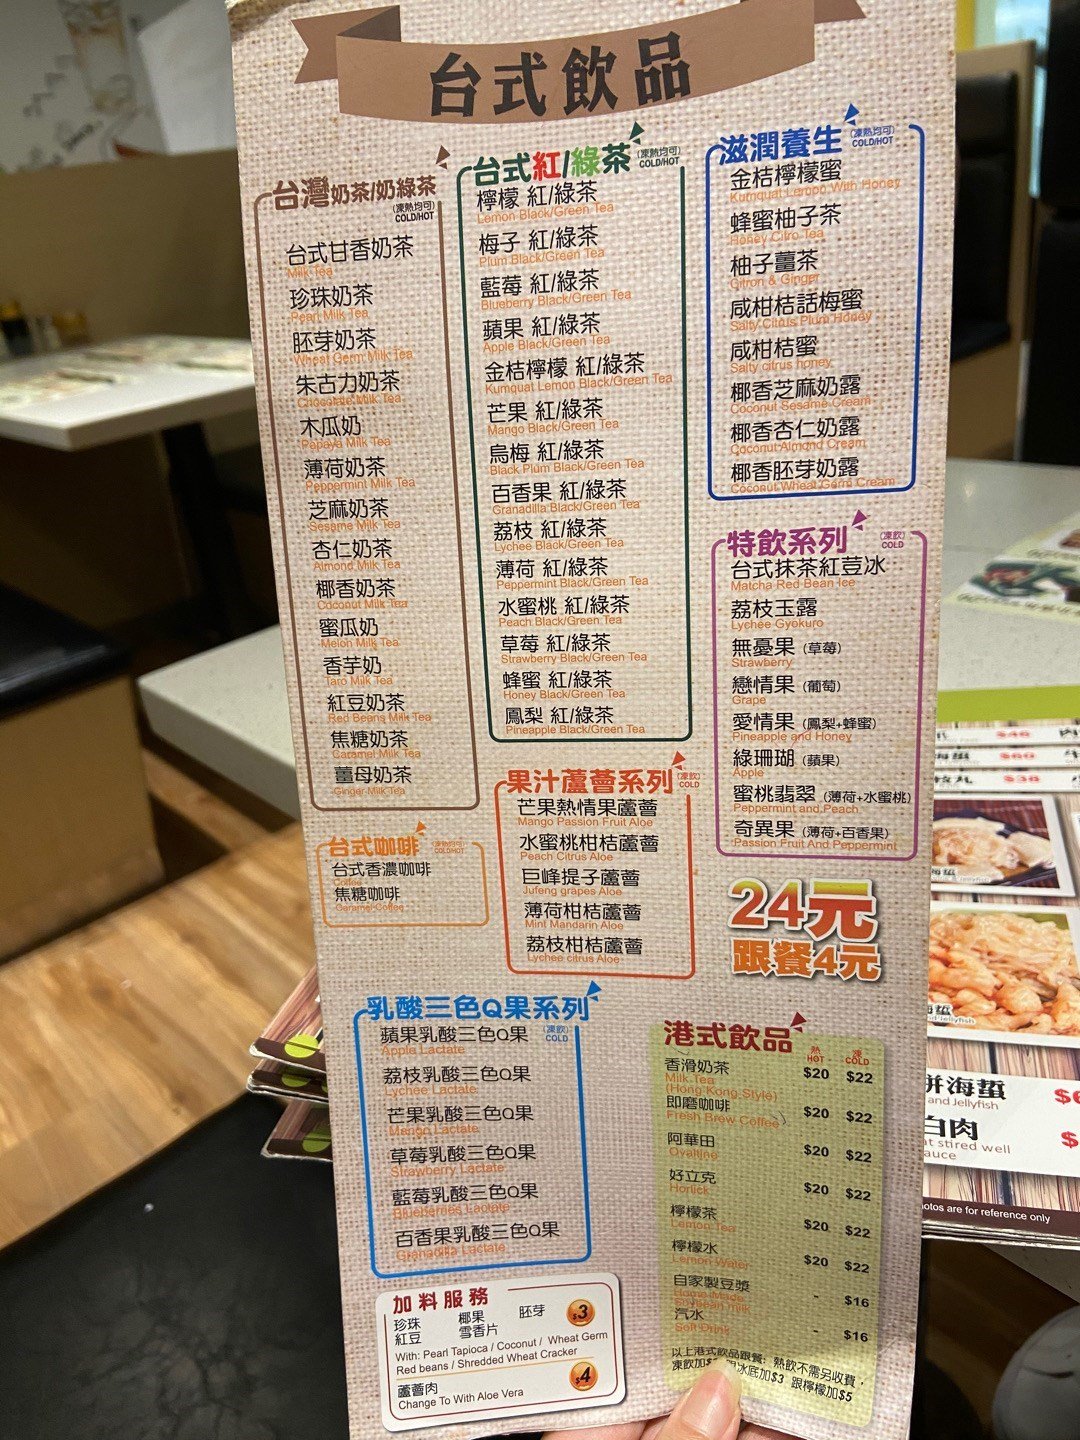 台式飲品
台灣奶茶/奶綠茶
(凍熱均可)
COLD/HOT
台式甘香奶茶
Milk Tea
珍珠奶茶
Pearl Milk Tea
胚芽奶茶
Wheat Germ Milk Tea
朱古力奶茶
Chocolate Milk Tea
木瓜奶
Papaya Milk Tea
薄荷奶茶
Peppermint Milk Tea
芝麻奶茶
Sesame Milk Tea
杏仁奶茶
Almond Milk Tea
椰香奶茶
Coconut Milk Tea
蜜瓜奶
Melon Milk Tea
香芋奶
Taro Milk Tea
紅豆奶茶
Red Beans Milk Tea
焦糖奶茶
Caramel Milk Tea
薑母奶茶
Ginger Milk Tea
台式咖啡
(凍熱均可)
COLD/HOT
台式香濃咖啡
Coffee
焦糖咖啡
Caramel Coffee
台式紅/綠茶
(凍熱均可)
COLD/HOT
檸檬 紅/綠茶
Lemon Black/Green Tea
梅子 紅/綠茶
Plum Black/Green Tea
藍莓 紅/綠茶
Blueberry Black/Green Tea
蘋果 紅/綠茶
Apple Black/Green Tea
金桔檸檬 紅/綠茶
Kumquat Lemon Black/Green Tea
芒果 紅/綠茶
Mango Black/Green Tea
烏梅 紅/綠茶
Black Plum Black/Green Tea
百香果 紅/綠茶
Granadilla Black/Green Tea
荔枝 紅/綠茶
Lychee Black/Green Tea
薄荷 紅/綠茶
Peppermint Black/Green Tea
水蜜桃 紅/綠茶
Peach Black/Green Tea
草莓 紅/綠茶
Strawberry Black/Green Tea
蜂蜜 紅/綠茶
Honey Black/Green Tea
鳳梨 紅/綠茶
Pineapple Black/Green Tea
果汁蘆薈系列
(凍飲)
COLD
芒果熱情果蘆薈
Mango Passion Fruit Aloe
水蜜桃柑桔蘆薈
Peach Citrus Aloe
巨峰提子蘆薈
Jufeng grapes Aloe
薄荷柑桔蘆薈
Mint Mandarin Aloe
荔枝柑桔蘆薈
Lychee citrus Aloe
滋潤養生
(凍熱均可)
COLD/HOT
金桔檸檬蜜
Kumquat Lemon With Honey
蜂蜜柚子茶
Honey Citro Tea
柚子薑茶
Citron & Ginger
咸柑桔話梅蜜
Salty Citrus Plum Honey
咸柑桔蜜
Salty citrus honey
椰香芝麻奶露
Coconut Sesame Cream
椰香杏仁奶露
Coconut Almond Cream
椰香胚芽奶露
Coconut Wheat Germ Cream
特飲系列
(凍飲)
COLD
台式抹茶紅荳冰
Matcha Red Bean Ice
荔枝玉露
Lychee Gyokuro
無憂果 (草莓)
Strawberry
戀情果 (葡萄)
Grape
愛情果 (鳳梨+蜂蜜)
Pineapple and Honey
綠珊瑚 (蘋果)
Apple
蜜桃翡翠 (薄荷+水蜜桃)
Peppermint and Peach
奇異果 (薄荷+百香果)
Passion Fruit And Peppermint
24元
跟餐4元
乳酸三色Q果系列
(凍飲)
COLD
蘋果乳酸三色Q果
Apple Lactate
荔枝乳酸三色Q果
Lychee Lactate
芒果乳酸三色Q果
Mango Lactate
草莓乳酸三色Q果
Strawberry Lactate
藍莓乳酸三色Q果
Blueberries Lactate
百香果乳酸三色Q果
Granadilla Lactate
加料服務
珍珠 椰果 胚芽 $3
紅豆 雪香片
With: Pearl Tapioca / Coconut / Wheat Germ
Red beans / Shredded Wheat Cracker
蘆薈肉 $4
Change To With Aloe Vera
港式飲品
熱 凍
HOT COLD
香滑奶茶 $20 $22
Milk Tea
(Hong Kong Style)
即磨咖啡 $20 $22
Fresh Brew Coffee
阿華田 $20 $22
Ovaltine
好立克 $20 $22
Horlick
檸檬茶 $20 $22
Lemon Tea
檸檬水 $20 $22
Lemon Water
自家製豆漿 - $16
Home Made
Soybean milk
汽水 - $16
Soft Drink
以上港式飲品跟餐: 熱飲不需另收費,
凍飲加 冰底加$3 跟檸檬加$5
$46
$60
$38
海蜇
and Jellyfish
白肉
stired well
sauce
photos are for reference only